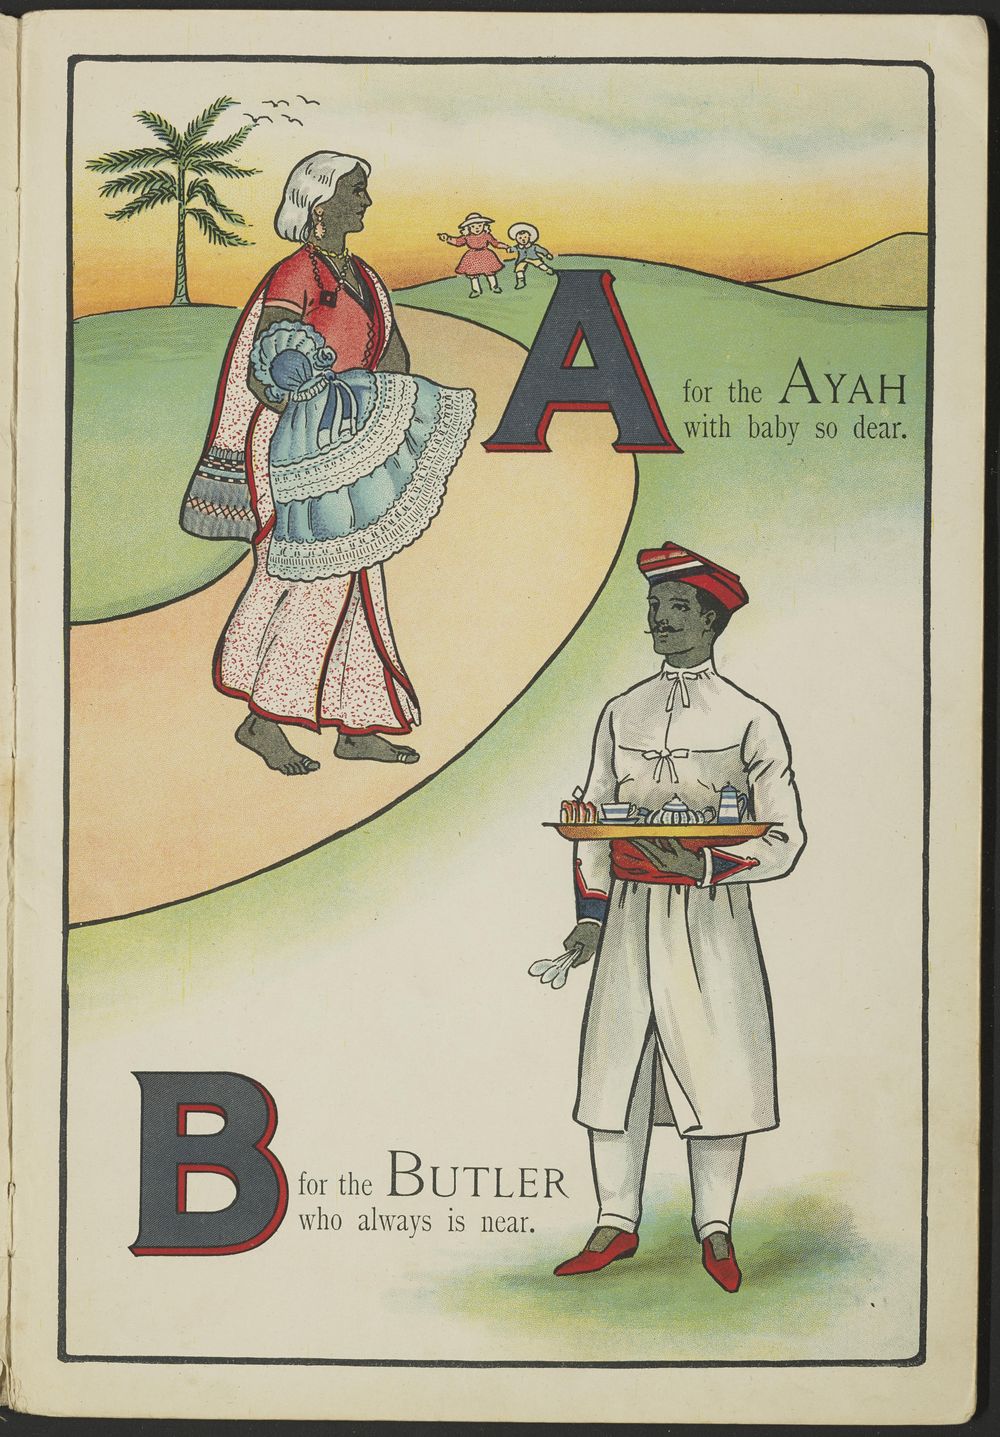 A for the AYAH
with baby so dear.
B for the BUTLER
who always is near.